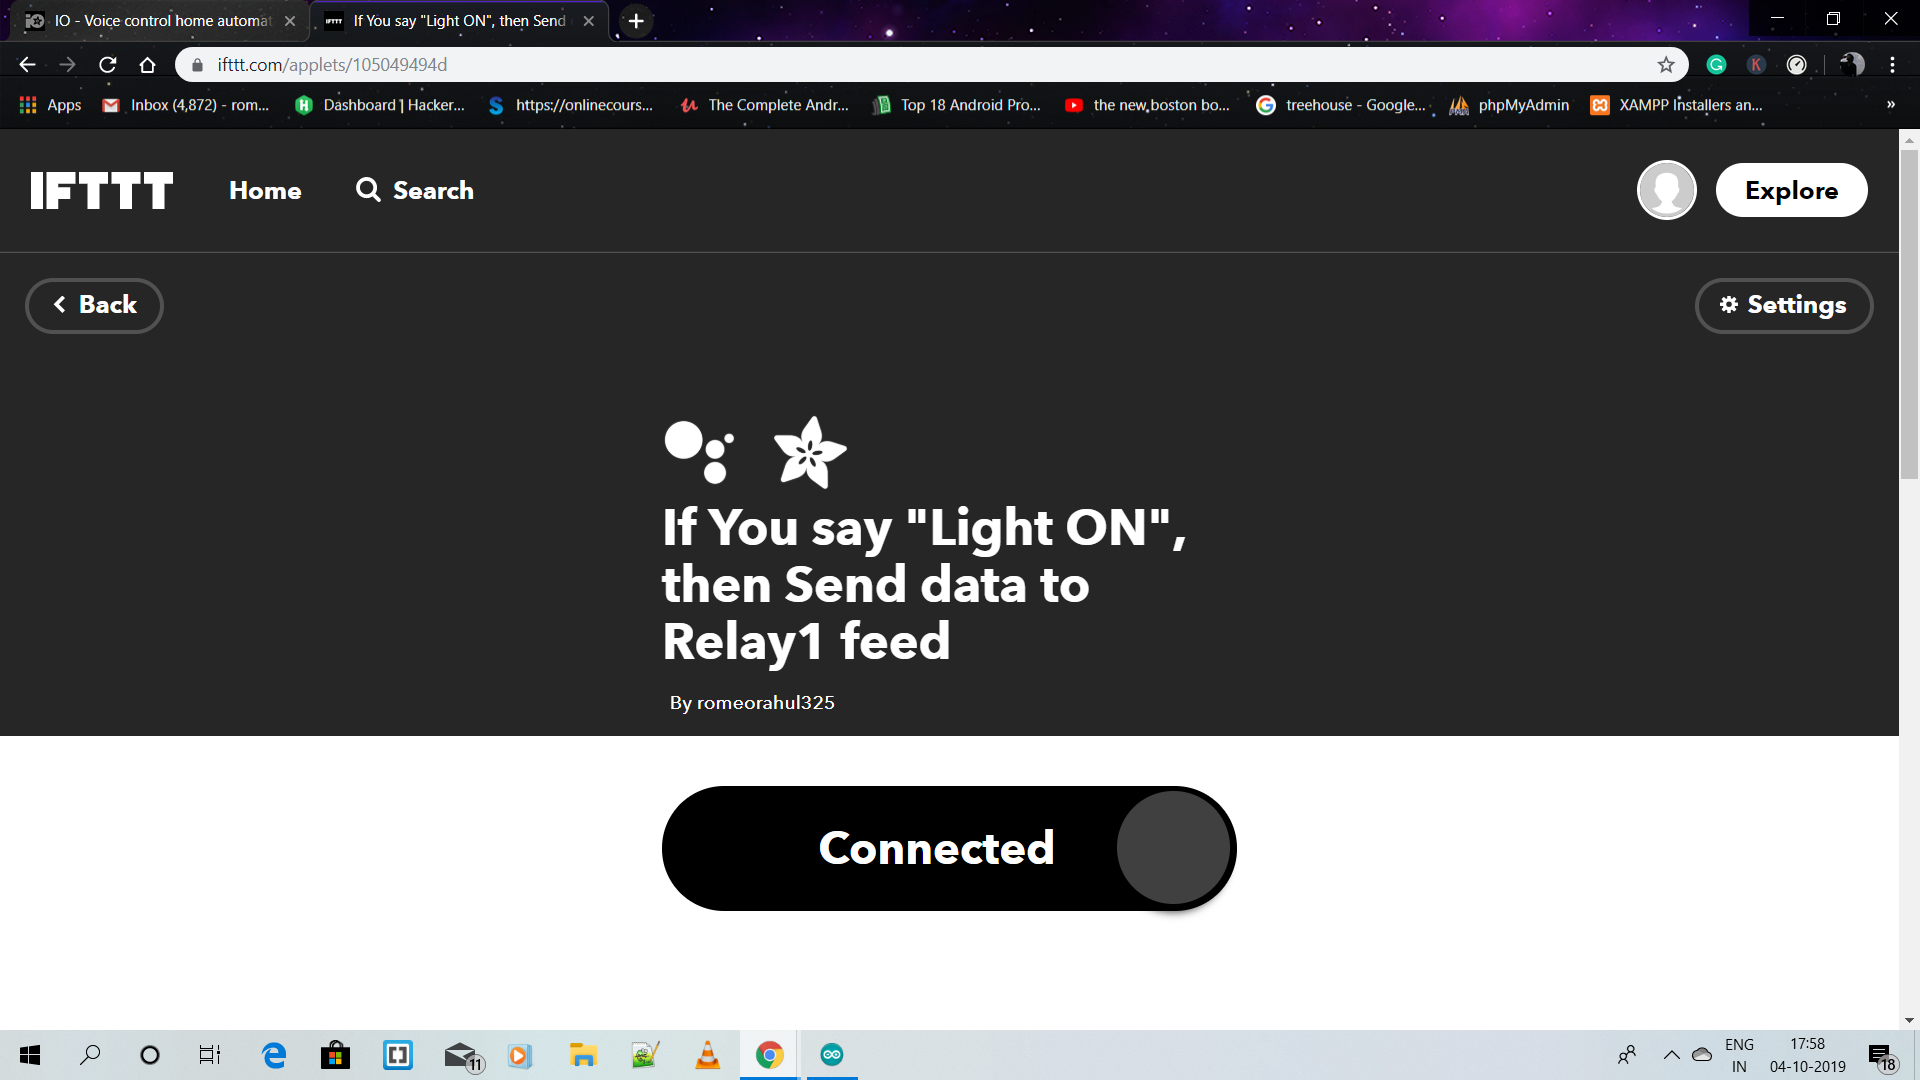 IO - Voice control home automat
IFTTT
If You say "Light ON", then Send
ifttt.com/applets/105049494d
Apps
Inbox (4,872) - rom...
Dashboard | Hacker...
https://onlinecours...
The Complete Andr...
Top 18 Android Pro...
the new boston bo...
treehouse - Google...
phpMyAdmin
XAMPP Installers an...
»
IFTTT
Home
Search
Explore
Back
Settings
If You say "Light ON",
then Send data to
Relay1 feed
By romeorahul325
Connected
11
ENG
IN
17:58
04-10-2019
18